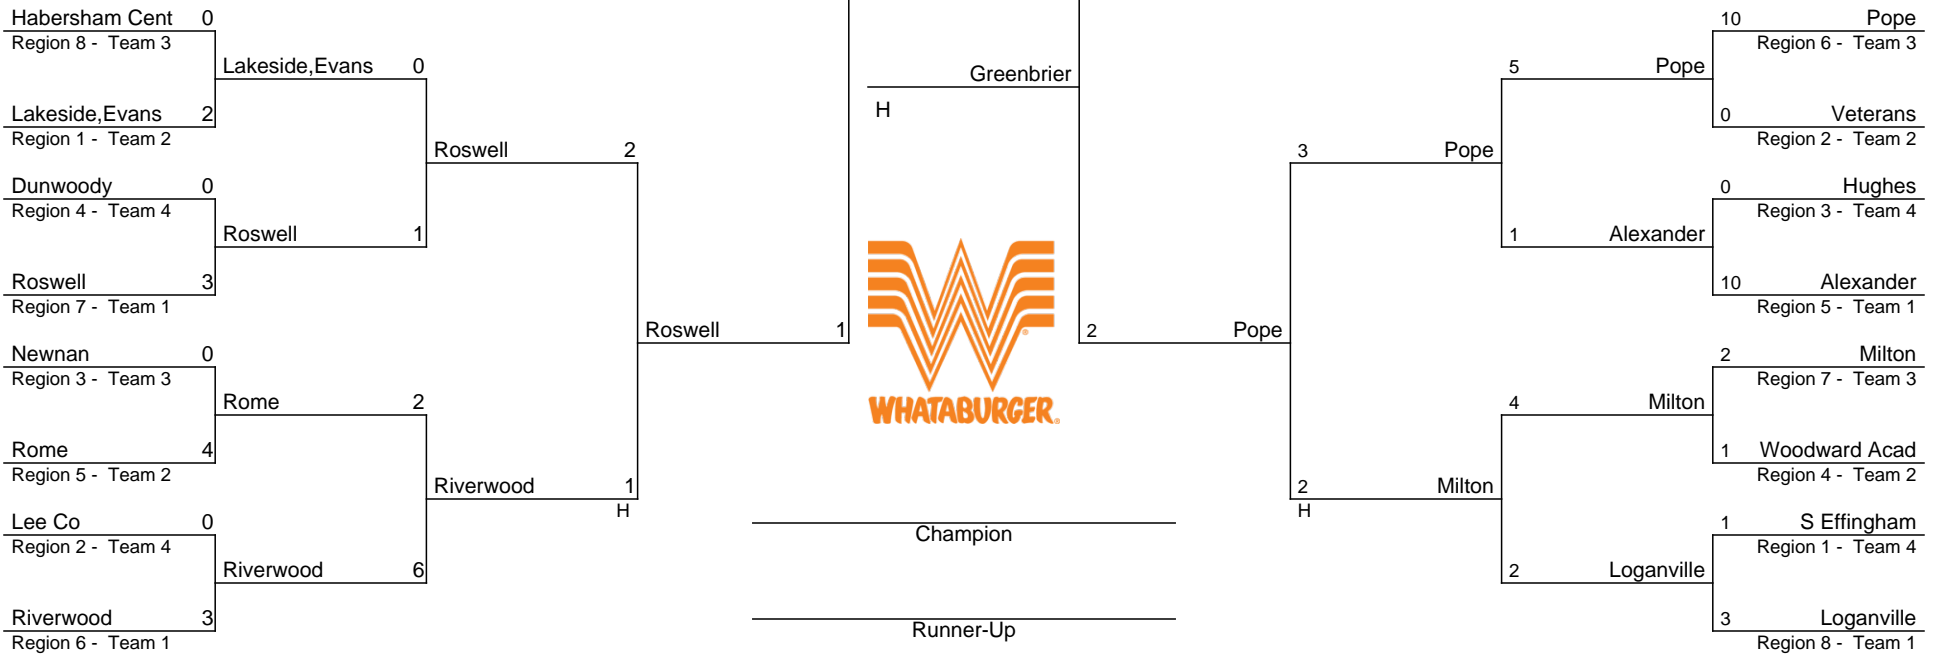 Habersham Cent 0
Region 8 - Team 3
Lakeside,Evans 0
Lakeside,Evans 2
Region 1 - Team 2
Roswell 2
Dunwoody 0
Region 4 - Team 4
Roswell 1
Roswell 3
Region 7 - Team 1
Roswell 1
Newnan 0
Region 3 - Team 3
Rome 2
Rome 4
Region 5 - Team 2
Riverwood 1
H
Lee Co 0
Region 2 - Team 4
Riverwood 6
Riverwood 3
Region 6 - Team 1
Greenbrier
H
WHATABURGER®
Champion
Runner-Up
10 Pope
Region 6 - Team 3
5 Pope
0 Veterans
Region 2 - Team 2
3 Pope
0 Hughes
Region 3 - Team 4
1 Alexander
10 Alexander
Region 5 - Team 1
2 Pope
2 Milton
Region 7 - Team 3
4 Milton
1 Woodward Acad
Region 4 - Team 2
2 Milton
H
1 S Effingham
Region 1 - Team 4
2 Loganville
3 Loganville
Region 8 - Team 1